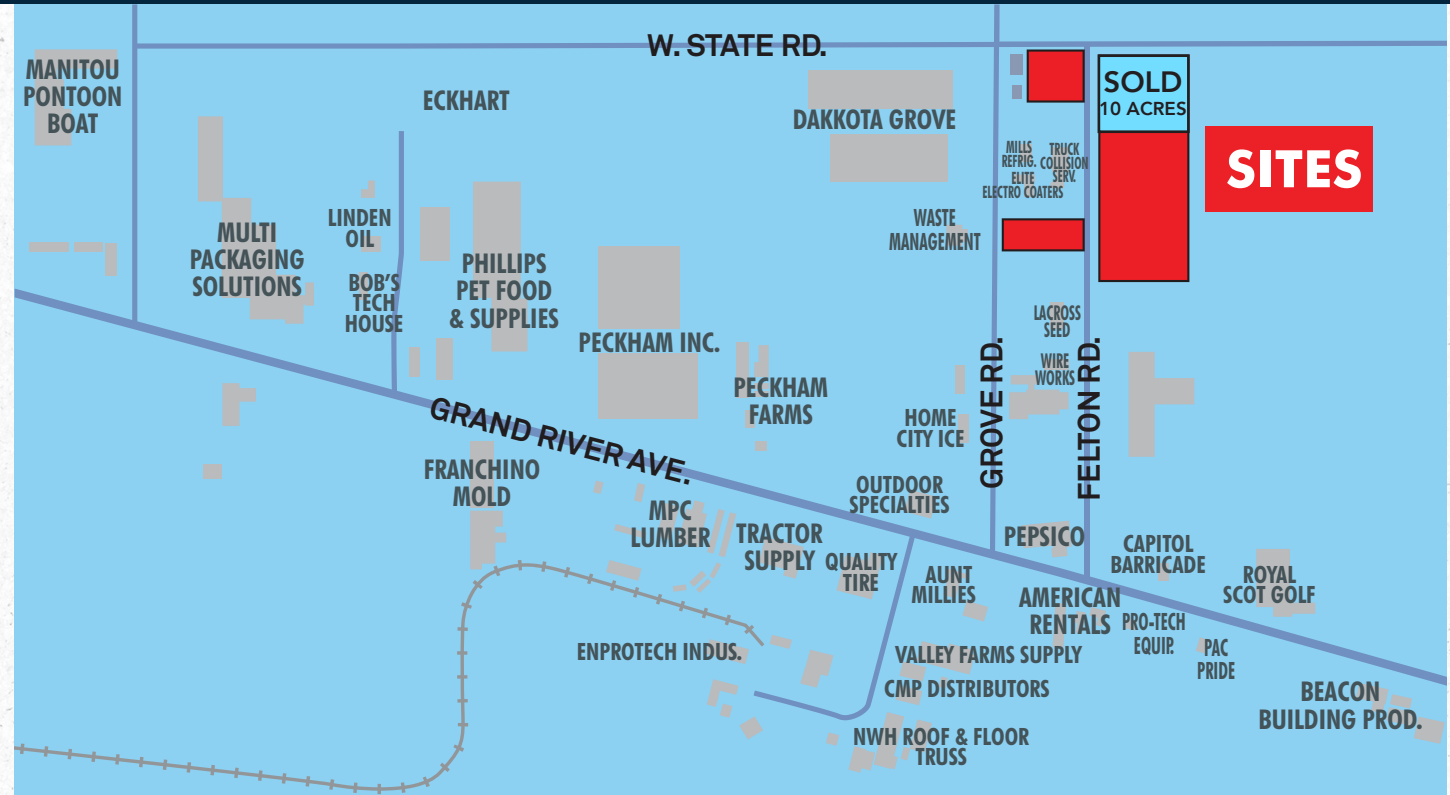 W. STATE RD.
MANITOU
PONTOON
BOAT
ECKHART
DAKKOTA GROVE
SOLD
10 ACRES
SITES
MILLS
REFRIG.
TRUCK
COLLISION
SERV.
ELITE
ELECTRO COATERS
WASTE
MANAGEMENT
LINDEN
OIL
MULTI
PACKAGING
SOLUTIONS
BOB'S
TECH
HOUSE
PHILLIPS
PET FOOD
& SUPPLIES
PECKHAM INC.
PECKHAM
FARMS
LACROSS
SEED
WIRE
WORKS
GROVE RD.
FELTON RD.
HOME
CITY ICE
GRAND RIVER AVE.
FRANCHINO
MOLD
MPC
LUMBER
TRACTOR
SUPPLY
QUALITY
TIRE
OUTDOOR
SPECIALTIES
PEPSICO
CAPITOL
BARRICADE
ROYAL
SCOT GOLF
AUNT
MILLIES
AMERICAN
RENTALS
PRO-TECH
EQUIP.
PAC
PRIDE
ENPROTECH INDUS.
VALLEY FARMS SUPPLY
CMP DISTRIBUTORS
NWH ROOF & FLOOR
TRUSS
BEACON
BUILDING PROD.